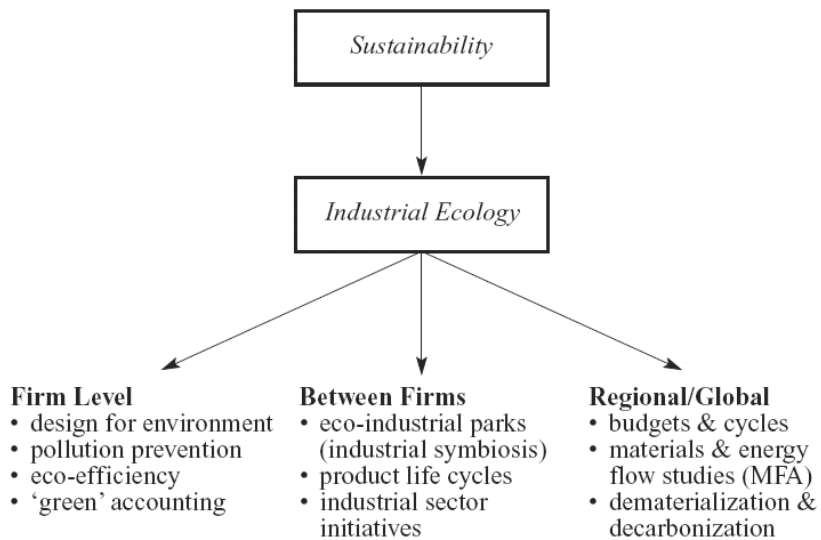 Sustainability
Industrial Ecology
Firm Level
• design for environment
• pollution prevention
• eco-efficiency
• ‘green’ accounting
Between Firms
• eco-industrial parks
(industrial symbiosis)
• product life cycles
• industrial sector
initiatives
Regional/Global
• budgets & cycles
• materials & energy
flow studies (MFA)
• dematerialization &
decarbonization